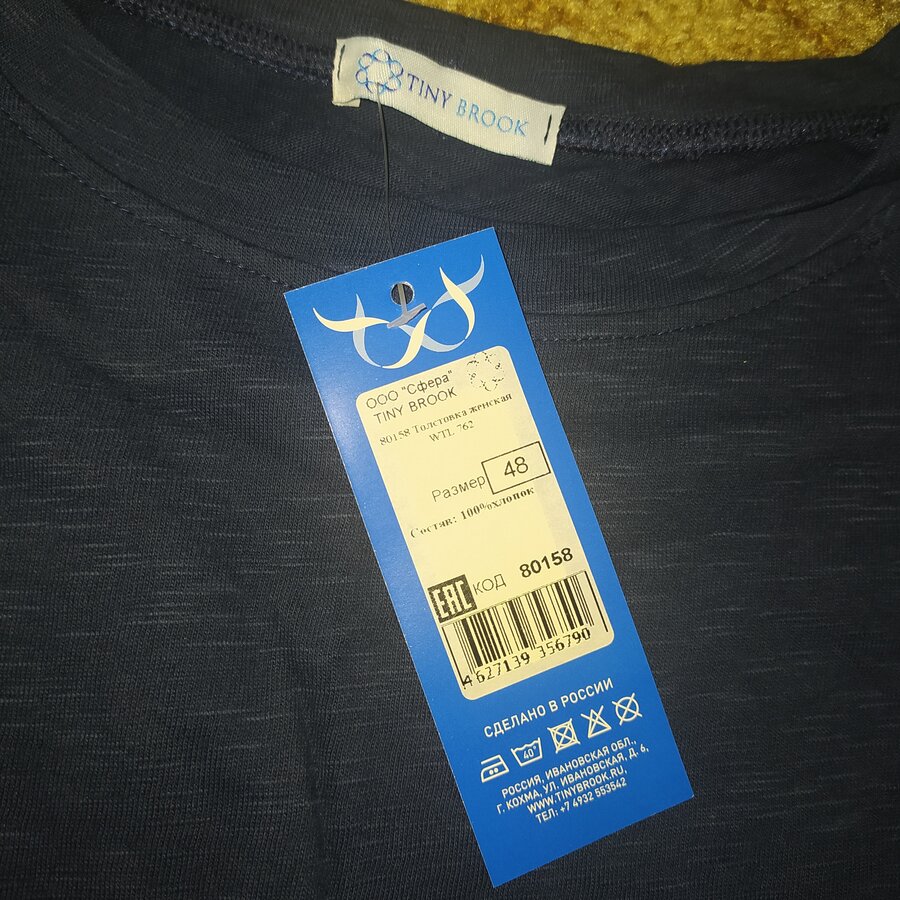 TINY BROOK
ООО "Сфера"
TINY BROOK
80158 Толстовка женская
WTL 762
Размер 48
Состав: 100%хлопок
EAC КОД 80158
4 627139 356790
СДЕЛАНО В РОССИИ
40°
РОССИЯ, ИВАНОВСКАЯ ОБЛ.,
Г. КОХМА, УЛ. ИВАНОВСКАЯ, Д. 6,
WWW.TINYBROOK.RU,
ТЕЛ: +7 4932 553542